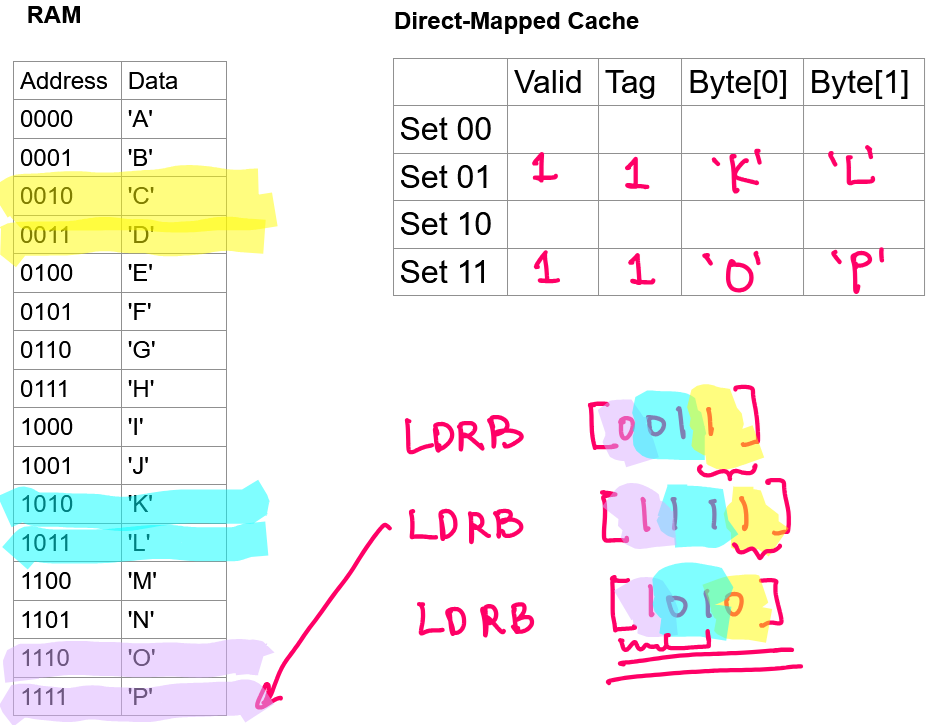 RAM
Direct-Mapped Cache
Address Data
0000 'A'
0001 'B'
0010 'C'
0011 'D'
0100 'E'
0101 'F'
0110 'G'
0111 'H'
1000 'I'
1001 'J'
1010 'K'
1011 'L'
1100 'M'
1101 'N'
1110 'O'
1111 'P'
Valid Tag Byte[0] Byte[1]
Set 00
Set 01 1 1 'K' 'L'
Set 10
Set 11 1 1 'O' 'P'
LDRB [0011]
LDRB [1111]
LDRB [1010]